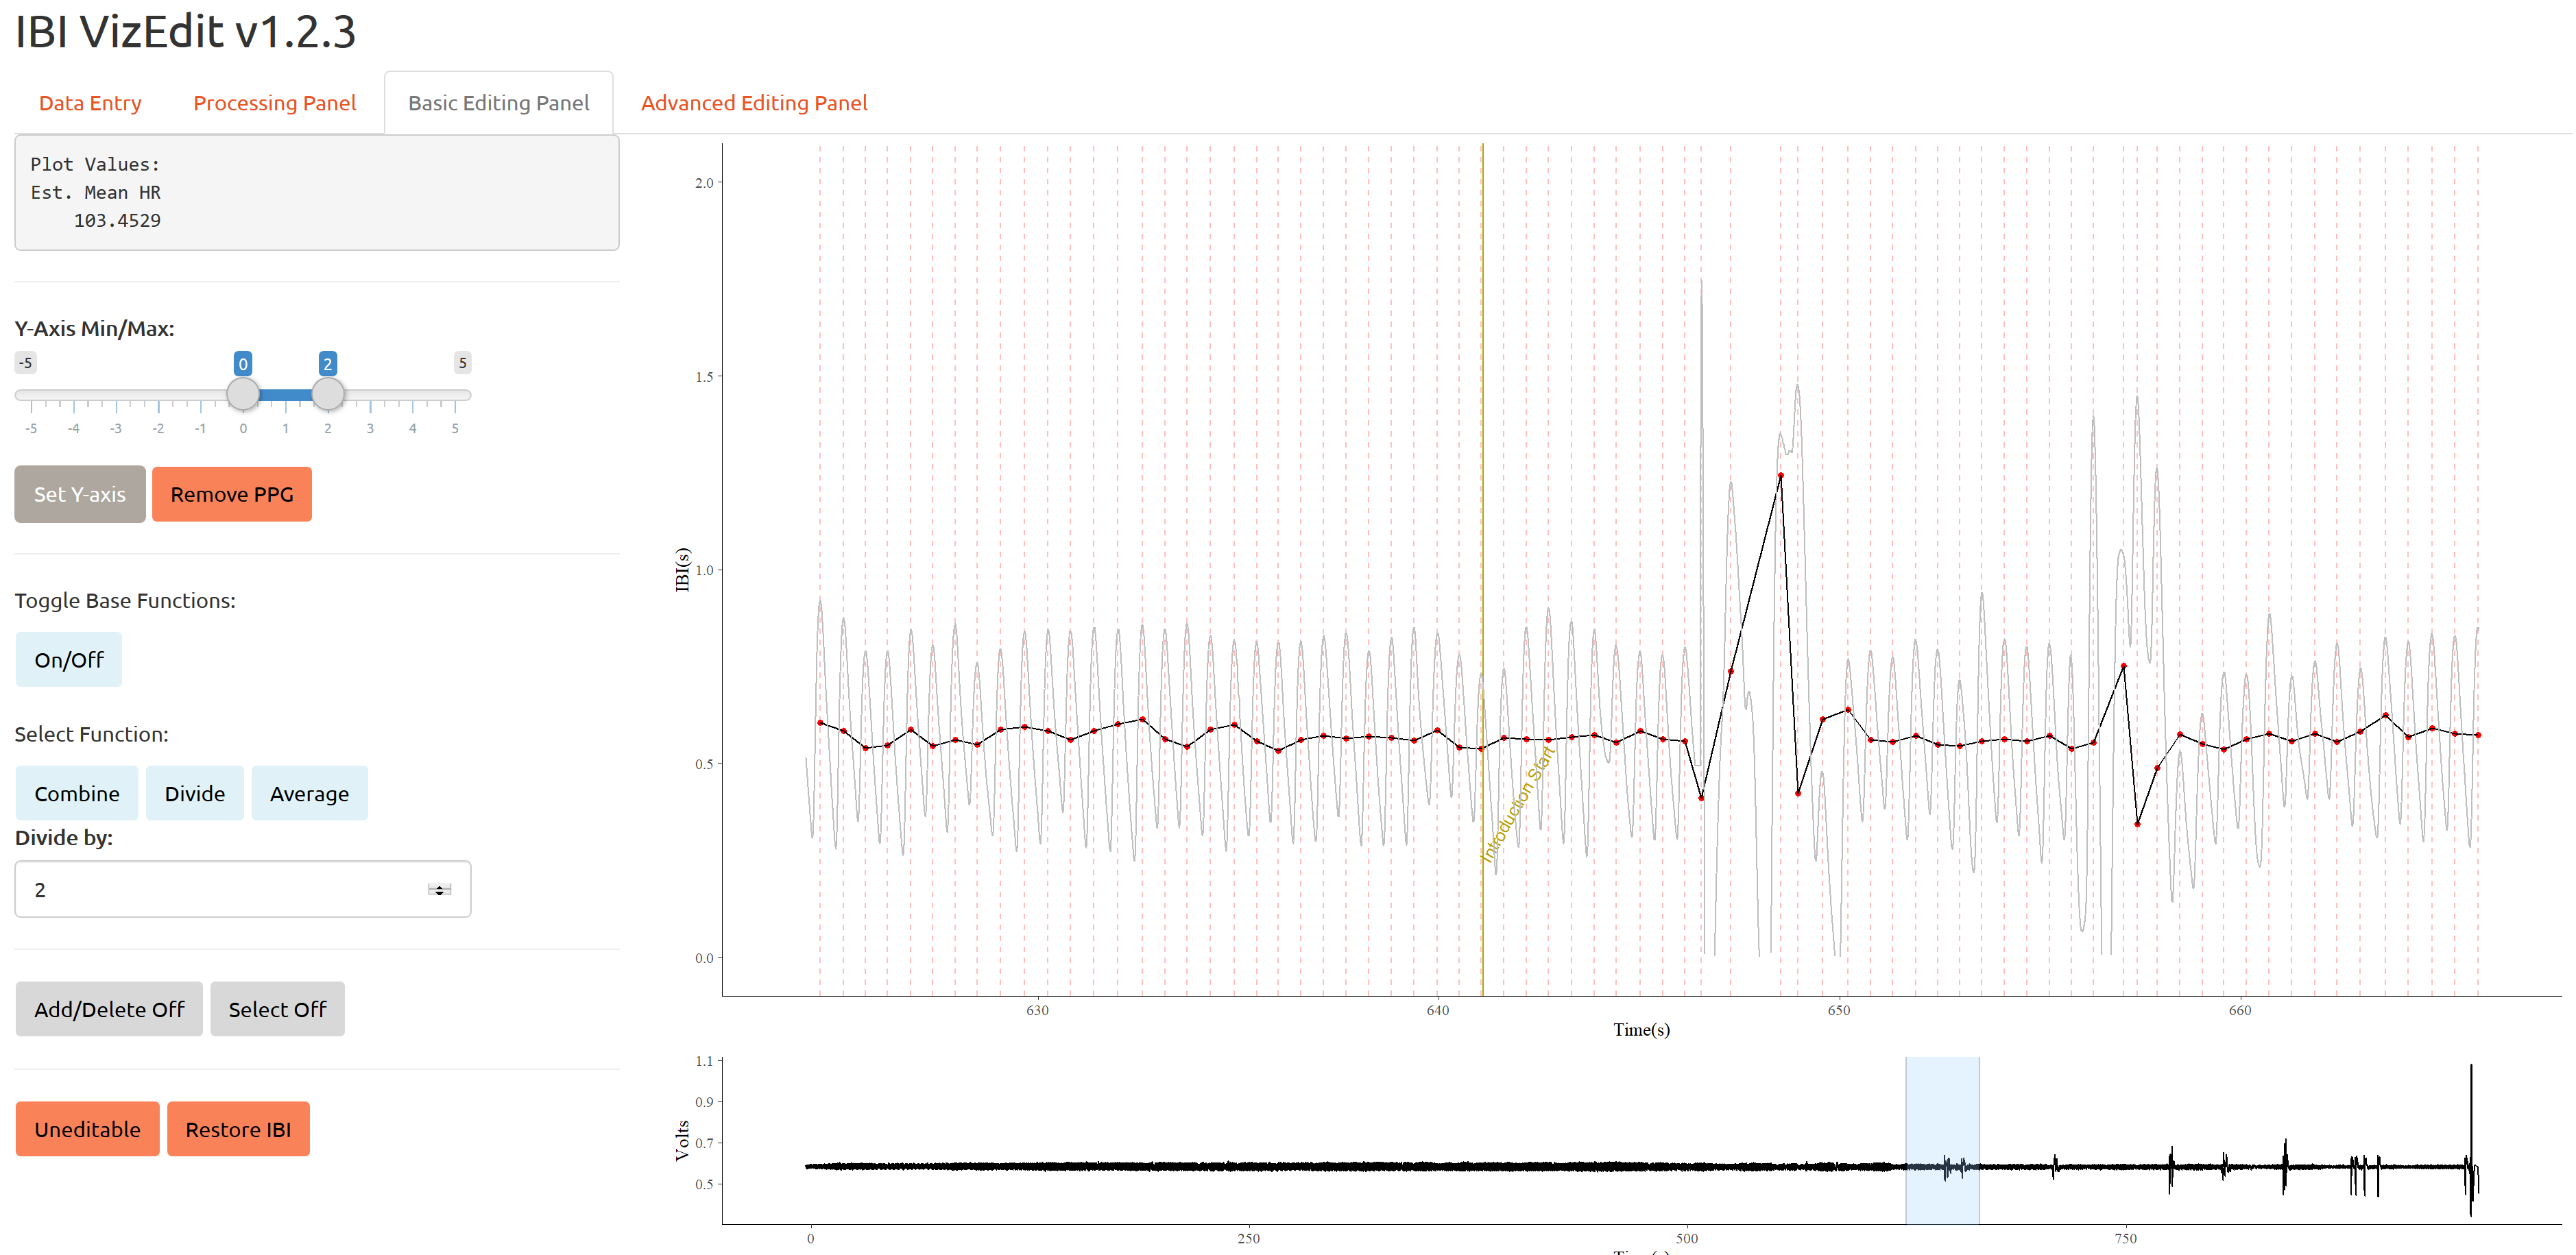 IBI VizEdit v1.2.3
Data Entry Processing Panel Basic Editing Panel Advanced Editing Panel
Plot Values:
Est. Mean HR
103.4529
Y-Axis Min/Max:
-5 0 2 5
-5 -4 -3 -2 -1 0 1 2 3 4 5
Set Y-axis Remove PPG
Toggle Base Functions:
On/Off
Select Function:
Combine Divide Average
Divide by:
2
Add/Delete Off Select Off
Uneditable Restore IBI
2.0
1.5
1.0
0.5
0.0
IBI(s)
Introduction Start
630 640 650 660
Time(s)
1.1
0.9
0.7
0.5
Volts
0 250 500 750